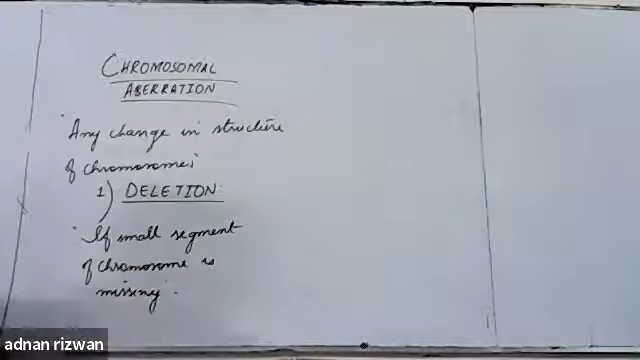 CHROMOSOMAL
ABERRATION
"Any change in structure
of chromosomes"
1) DELETION
"If small segment
of chromosome is
missing".
adnan rizwan